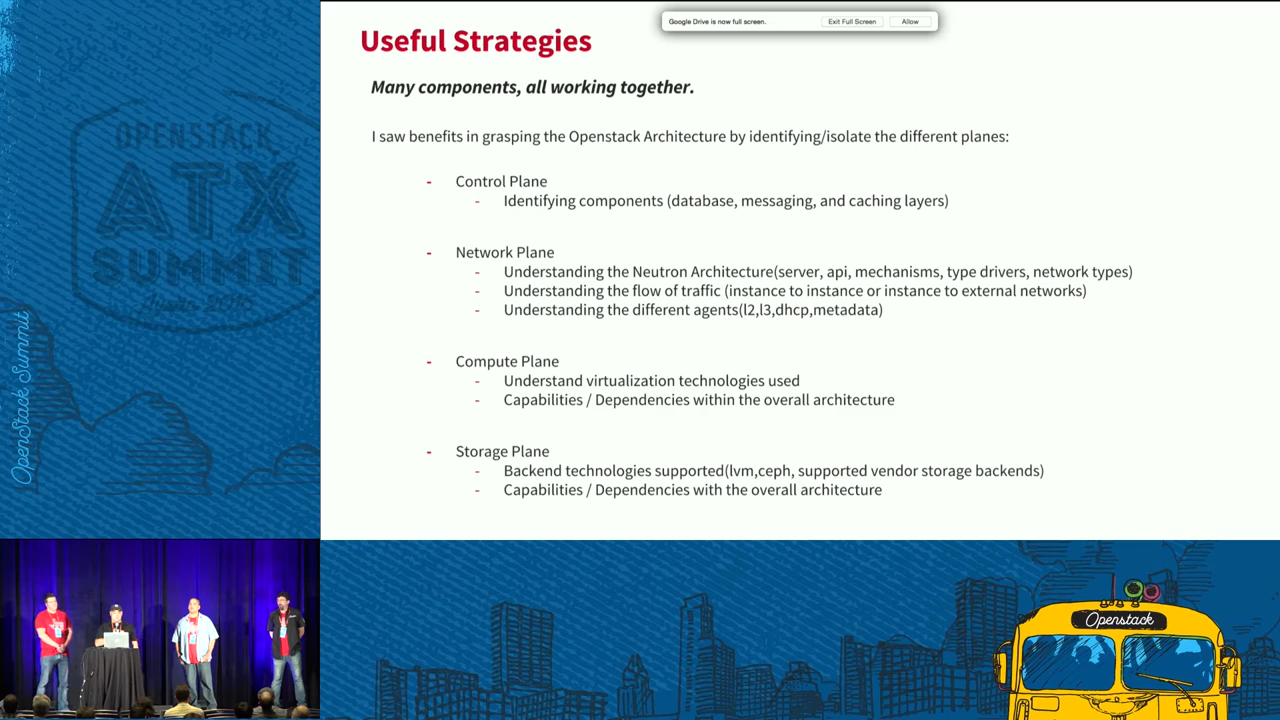 Google Drive is now full screen.
Exit Full Screen
Allow
Useful Strategies
Many components, all working together.
I saw benefits in grasping the Openstack Architecture by identifying/isolate the different planes:
- Control Plane
- Identifying components (database, messaging, and caching layers)
- Network Plane
- Understanding the Neutron Architecture(server, api, mechanisms, type drivers, network types)
- Understanding the flow of traffic (instance to instance or instance to external networks)
- Understanding the different agents(l2,l3,dhcp,metadata)
- Compute Plane
- Understand virtualization technologies used
- Capabilities / Dependencies within the overall architecture
- Storage Plane
- Backend technologies supported(lvm,ceph, supported vendor storage backends)
- Capabilities / Dependencies with the overall architecture
OPENSTACK
ATX
SUMMIT
OpenStack Summit
Openstack